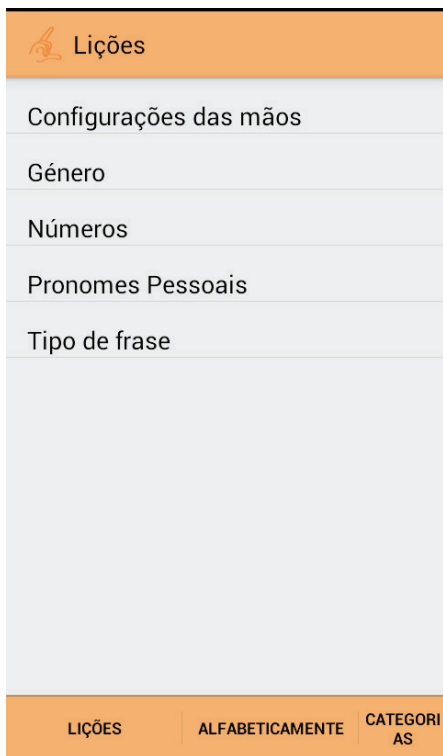 Lições
Configurações das mãos
Género
Números
Pronomes Pessoais
Tipo de frase
LIÇÕES
ALFABETICAMENTE
CATEGORI
AS